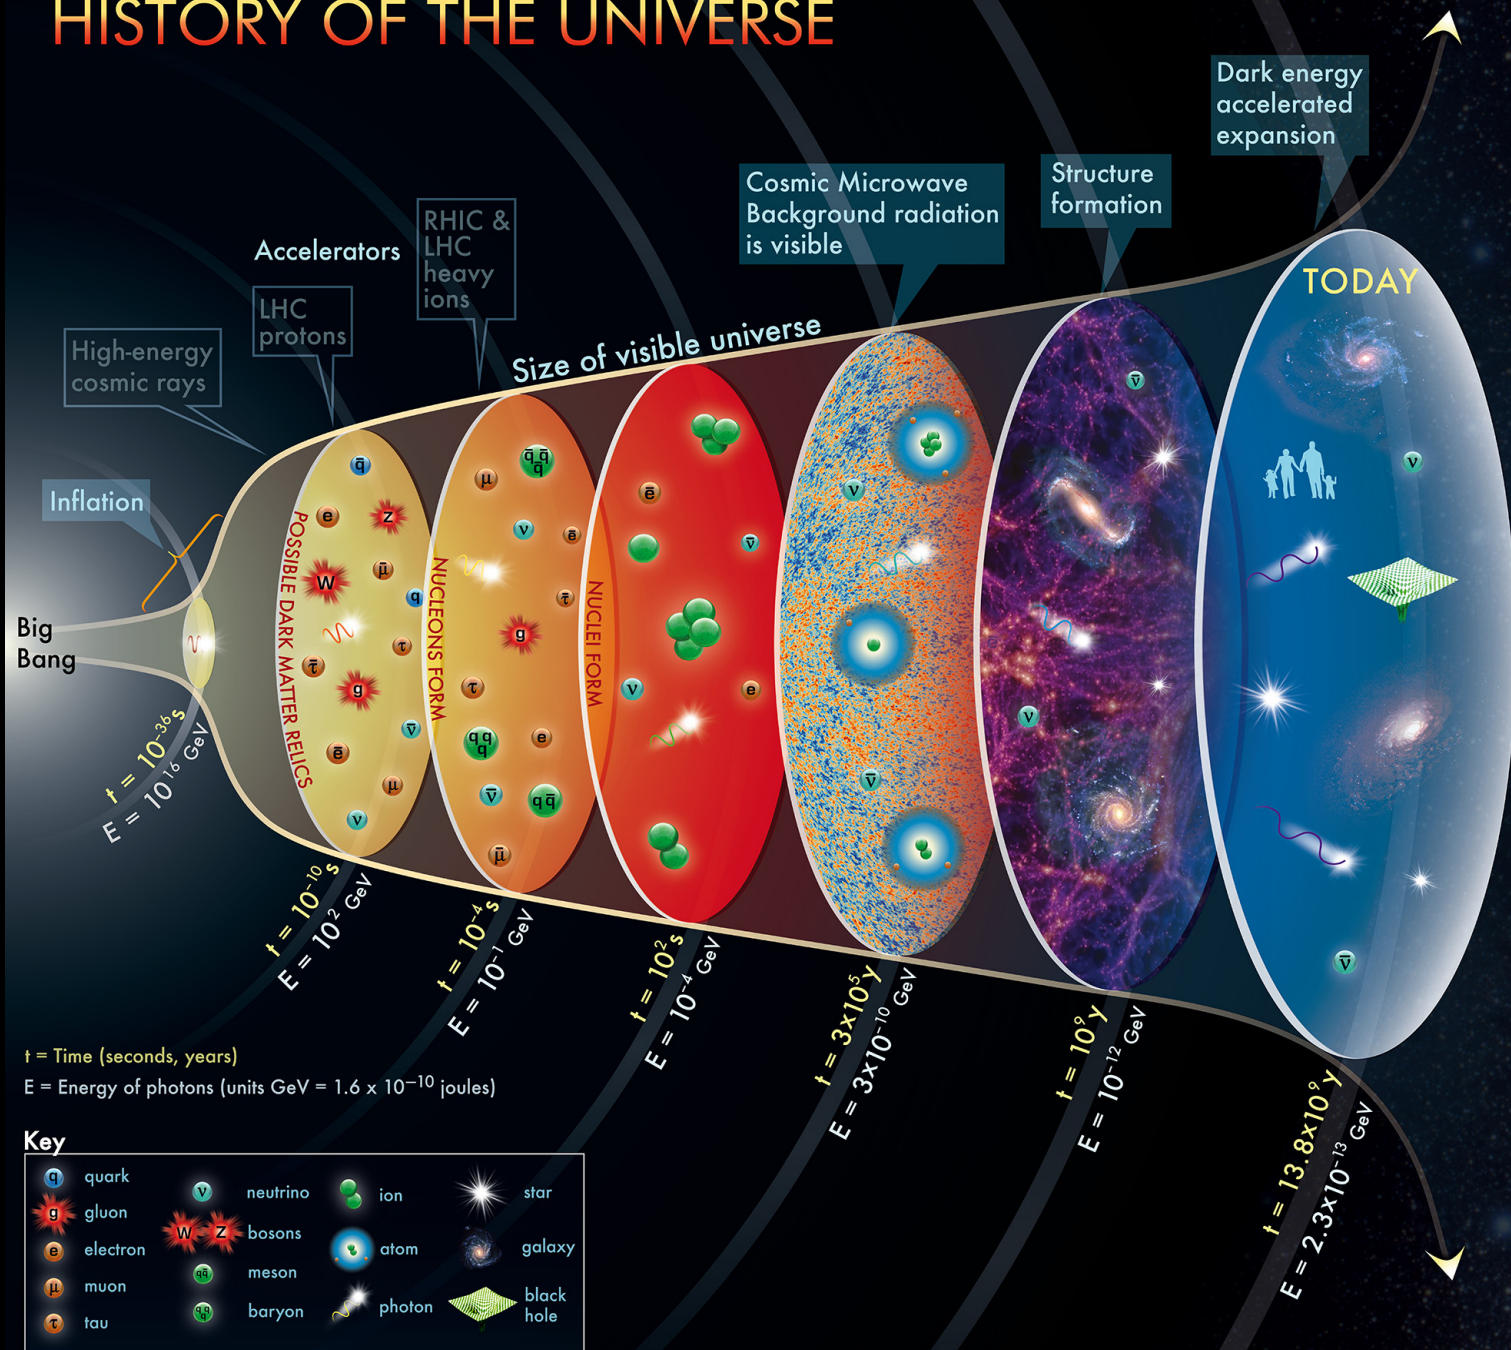 HISTORY OF THE UNIVERSE
Dark energy
accelerated
expansion
Structure
formation
Cosmic Microwave
Background radiation
is visible
RHIC &
LHC
heavy
ions
Accelerators
LHC
protons
High-energy
cosmic rays
Inflation
Size of visible universe
TODAY
Big
Bang
POSSIBLE DARK MATTER RELICS
NUCLEONS FORM
NUCLEI FORM
q̄
e
Z
W
μ̄
q
τ
τ̄
g
ν̄
ē
μ
ν
μ
q̄ q̄
q̄
ν
ē
τ̄
g
τ
q q
q
e
ν̄
q q̄
μ̄
ē
ν̄
ν
e
ν
ν̄
ν̄
ν
ν
ν̄
t = 10⁻³⁶ s
E = 10¹⁶ GeV
t = 10⁻¹⁰ s
E = 10² GeV
t = 10⁻⁴ s
E = 10⁻¹ GeV
t = 10² s
E = 10⁻⁴ GeV
t = 3x10⁵ y
E = 3x10⁻¹⁰ GeV
t = 10⁹ y
E = 10⁻¹² GeV
t = 13.8x10⁹ y
E = 2.3x10⁻¹³ GeV
t = Time (seconds, years)
E = Energy of photons (units GeV = 1.6 x 10⁻¹⁰ joules)
Key
q quark
g gluon
e electron
μ muon
τ tau
ν neutrino
W Z bosons
qq̄ meson
qq
q baryon
ion
atom
photon
star
galaxy
black
hole